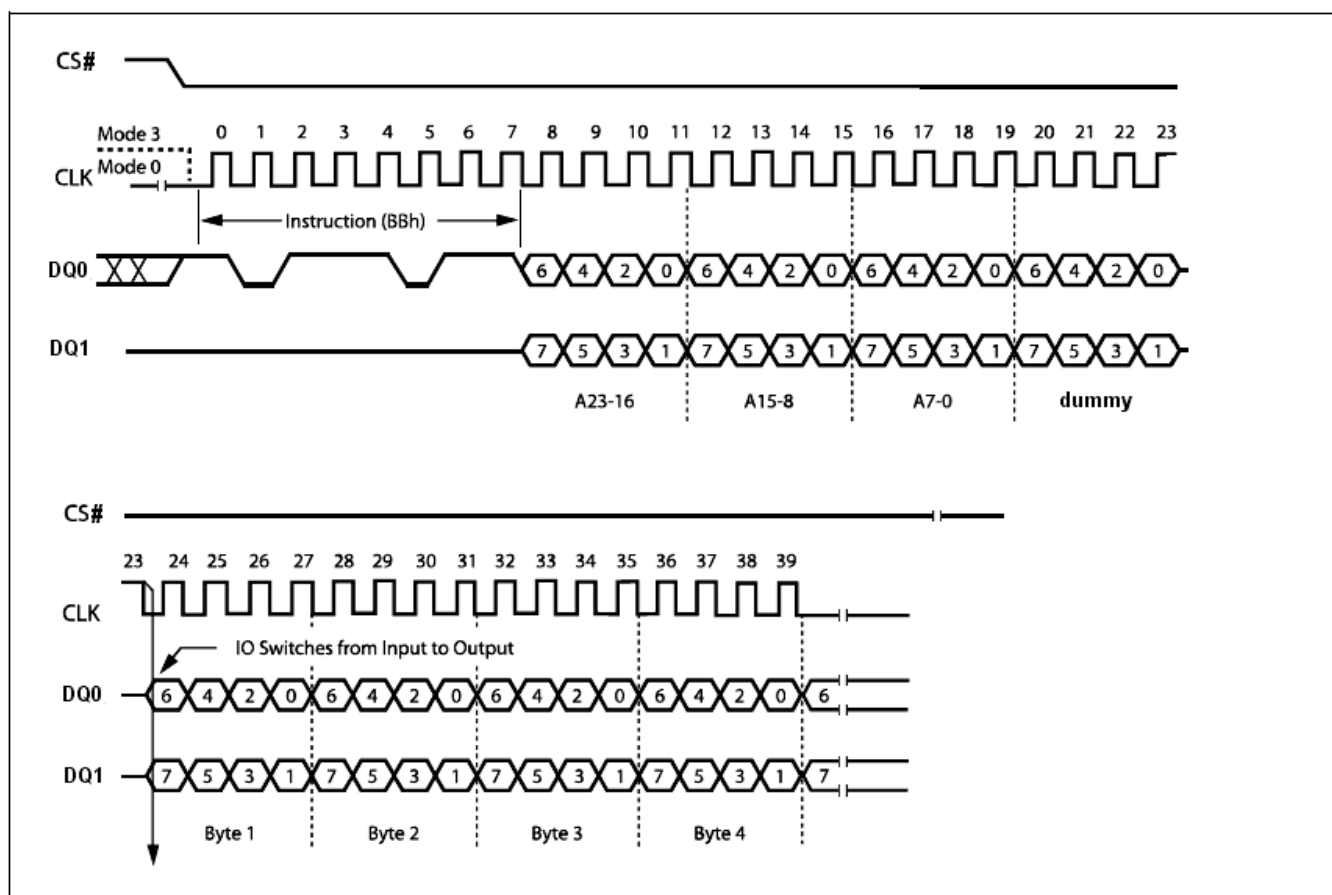 CS#
0 1 2 3 4 5 6 7 8 9 10 11 12 13 14 15 16 17 18 19 20 21 22 23
Mode 3
Mode 0
CLK
Instruction (BBh)
DQ0 6 4 2 0 6 4 2 0 6 4 2 0 6 4 2 0
DQ1 7 5 3 1 7 5 3 1 7 5 3 1 7 5 3 1
A23-16 A15-8 A7-0 dummy
CS#
23 24 25 26 27 28 29 30 31 32 33 34 35 36 37 38 39
CLK
IO Switches from Input to Output
DQ0 6 4 2 0 6 4 2 0 6 4 2 0 6 4 2 0 6
DQ1 7 5 3 1 7 5 3 1 7 5 3 1 7 5 3 1 7
Byte 1 Byte 2 Byte 3 Byte 4